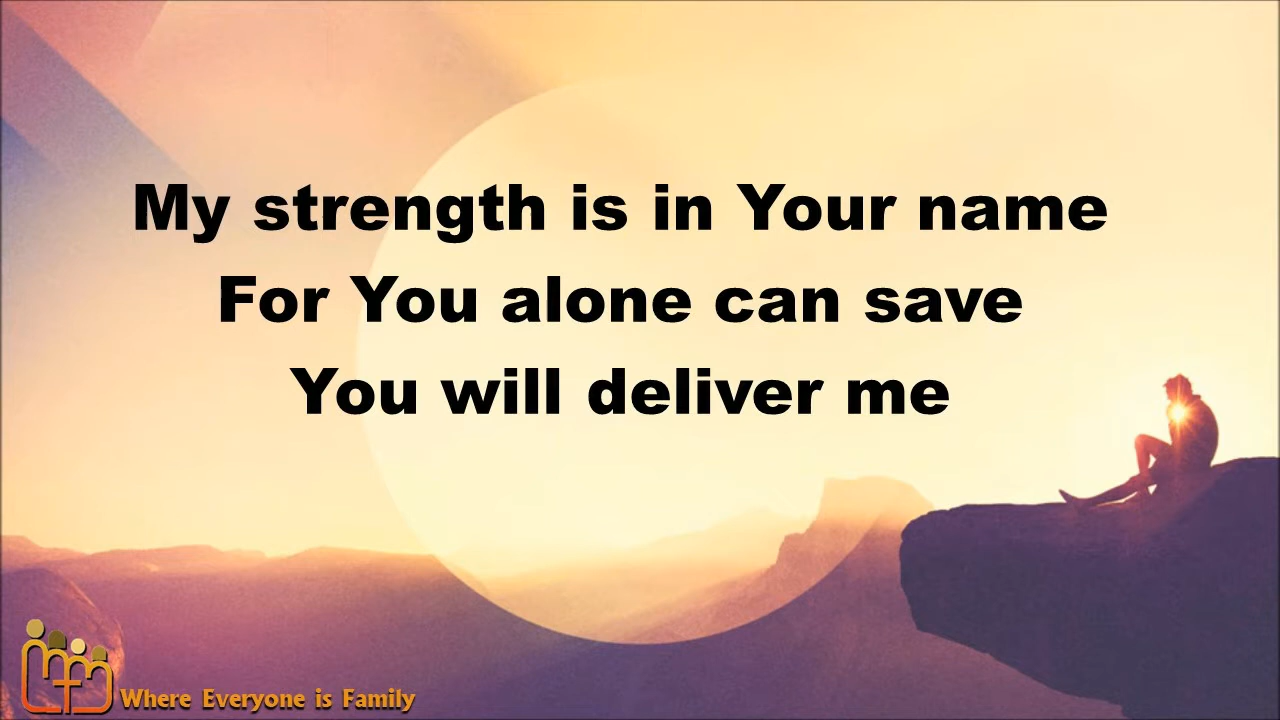 My strength is in Your name
For You alone can save
You will deliver me
Where Everyone is Family